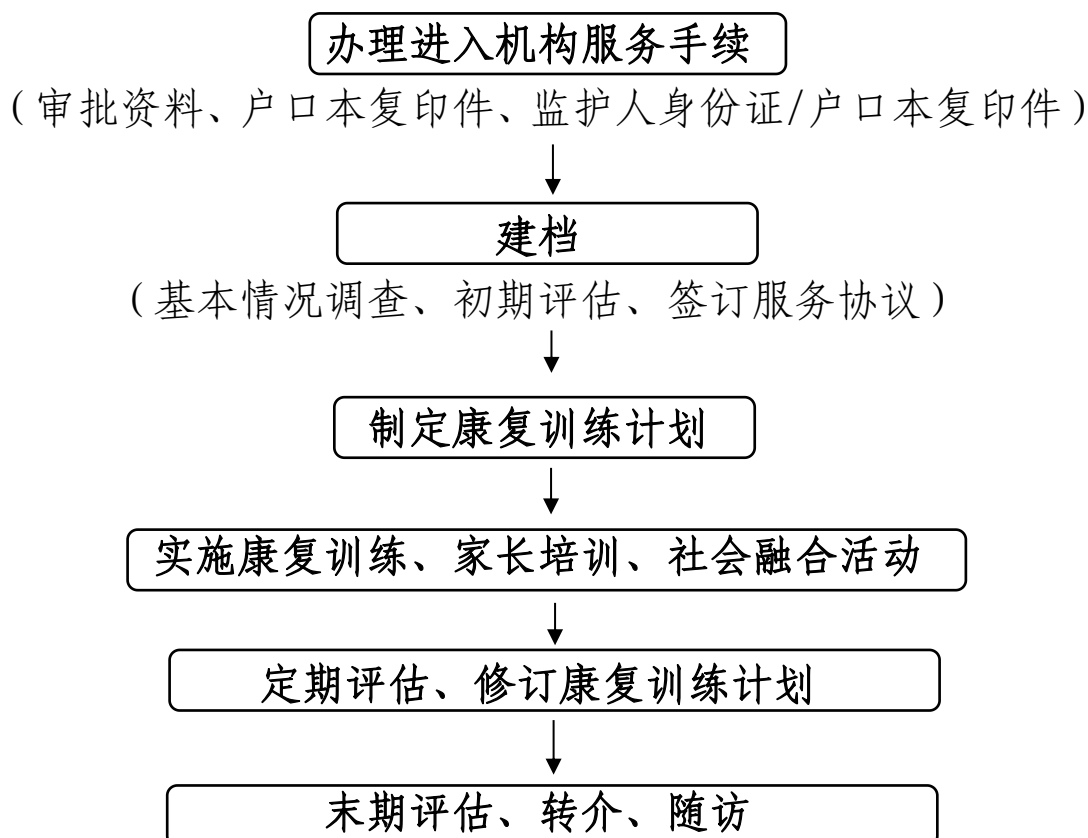 办理进入机构服务手续
（审批资料、户口本复印件、监护人身份证/户口本复印件）
建档
（基本情况调查、初期评估、签订服务协议）
制定康复训练计划
实施康复训练、家长培训、社会融合活动
定期评估、修订康复训练计划
末期评估、转介、随访